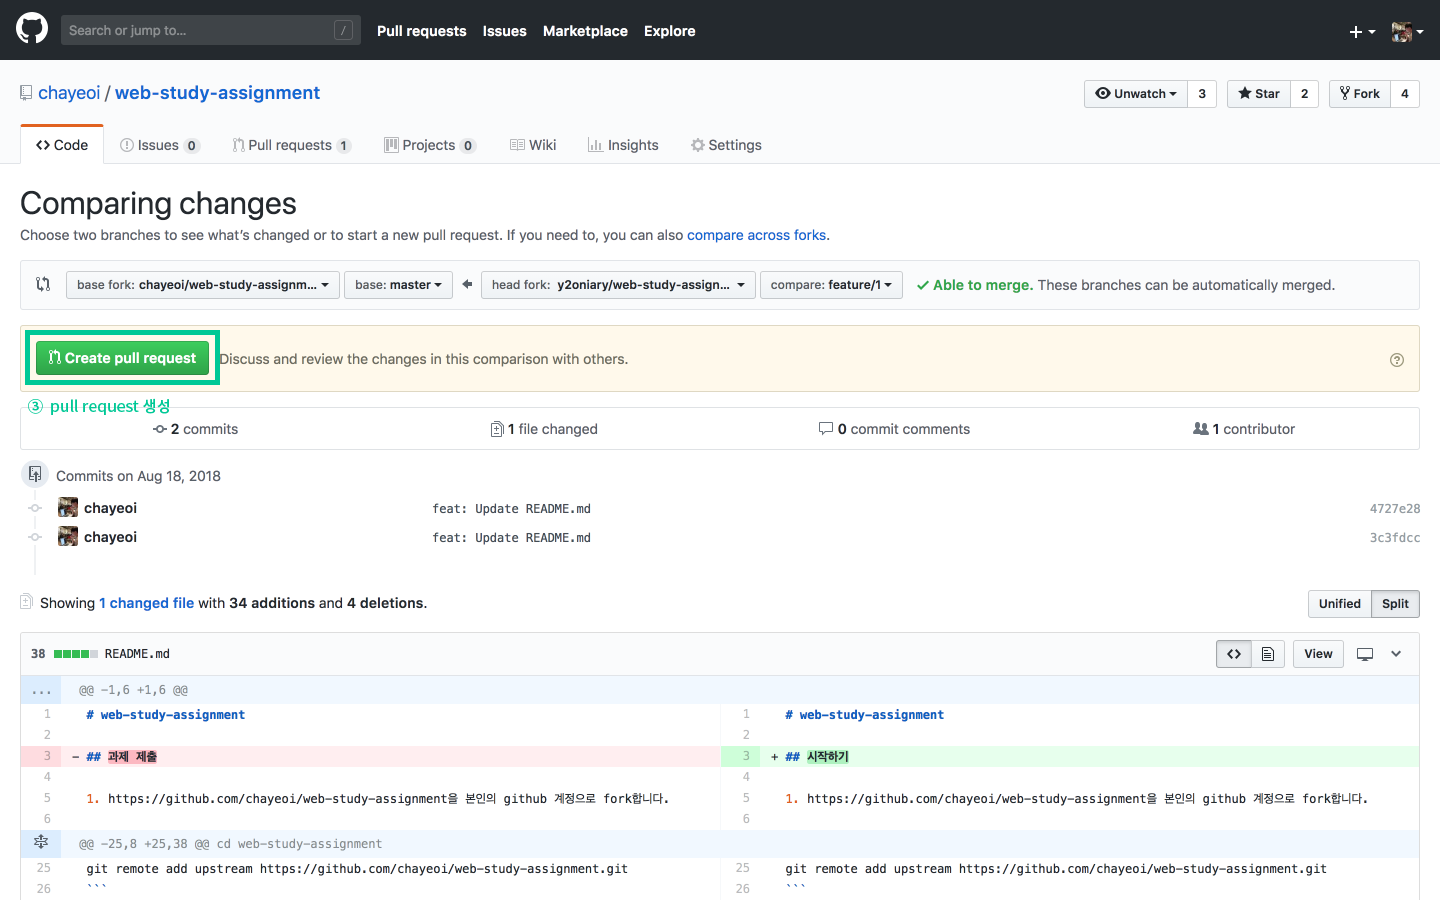 Search or jump to... /
Pull requests Issues Marketplace Explore
chayeoi / web-study-assignment
Unwatch 3 Star 2 Fork 4
Code Issues 0 Pull requests 1 Projects 0 Wiki Insights Settings
Comparing changes
Choose two branches to see what’s changed or to start a new pull request. If you need to, you can also compare across forks.
base fork: chayeoi/web-study-assignm... base: master head fork: y2oniary/web-study-assign... compare: feature/1 Able to merge. These branches can be automatically merged.
Create pull request Discuss and review the changes in this comparison with others.
③ pull request 생성
2 commits 1 file changed 0 commit comments 1 contributor
Commits on Aug 18, 2018
chayeoi feat: Update README.md 4727e28
chayeoi feat: Update README.md 3c3fdcc
Showing 1 changed file with 34 additions and 4 deletions. Unified Split
38 README.md View
... @@ -1,6 +1,6 @@
1 # web-study-assignment 1 # web-study-assignment
2 2
3 - ## 과제 제출 3 + ## 시작하기
4 4
5 1. https://github.com/chayeoi/web-study-assignment을 본인의 github 계정으로 fork합니다. 5 1. https://github.com/chayeoi/web-study-assignment을 본인의 github 계정으로 fork합니다.
6 6
@@ -25,8 +25,38 @@ cd web-study-assignment
25 git remote add upstream https://github.com/chayeoi/web-study-assignment.git 25 git remote add upstream https://github.com/chayeoi/web-study-assignment.git
26 ``` 26 ```